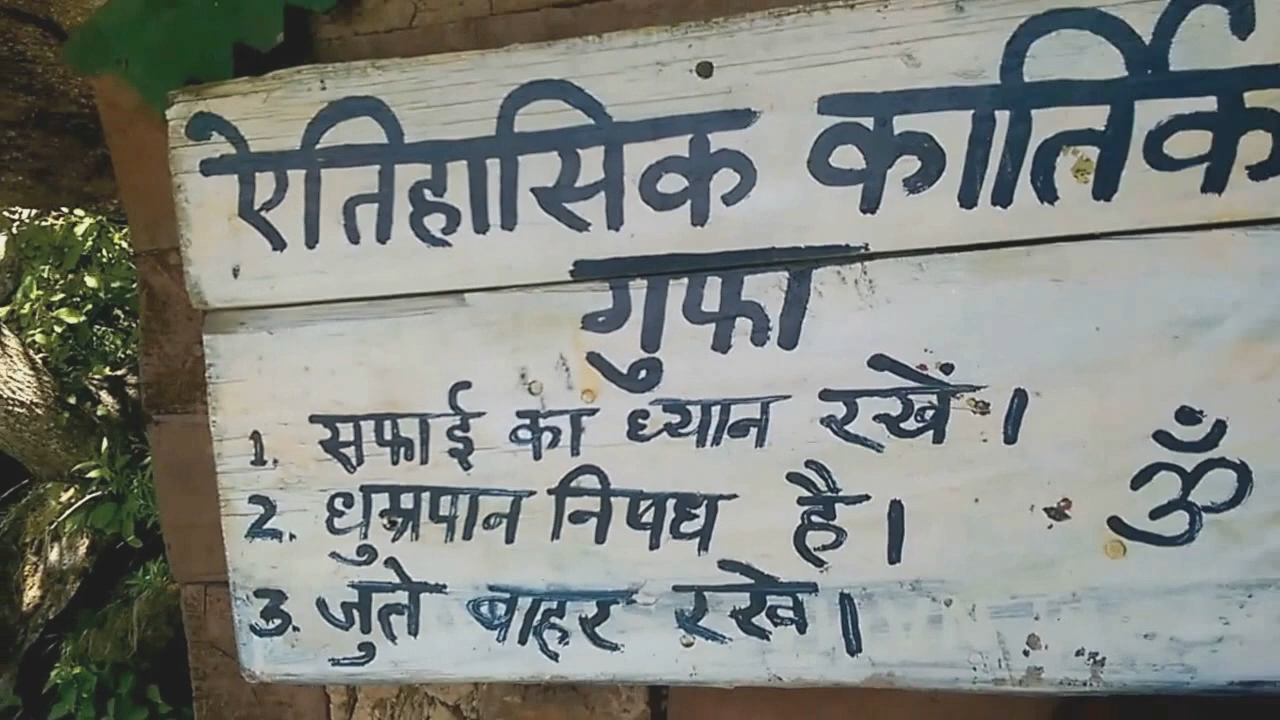 ऐतिहासिक कार्तिक
गुफा
1. सफाई का ध्यान रखें।
2. धुम्रपान निषध है।
3. जुते बाहर रखे।
ॐ